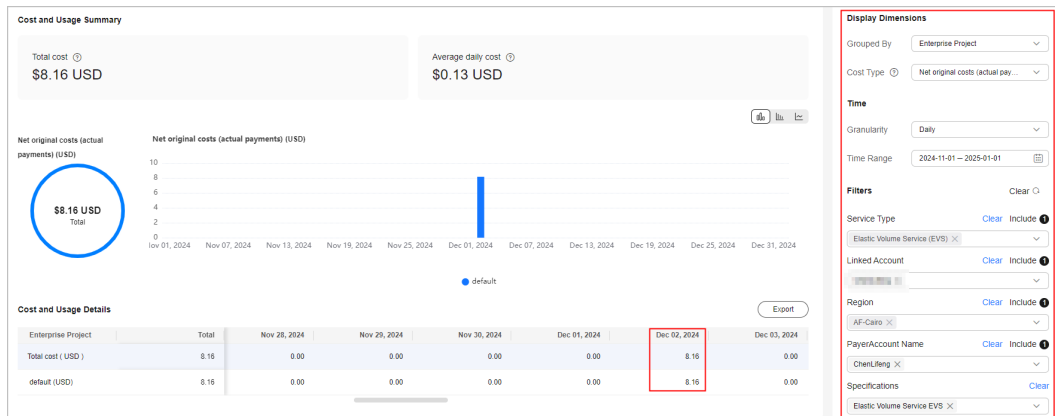 Cost and Usage Summary
Total cost
$8.16 USD
Average daily cost
$0.13 USD
Net original costs (actual
payments) (USD)
$8.16 USD
Total
Net original costs (actual payments) (USD)
10
8
6
4
2
0
Nov 07, 2024 Nov 13, 2024 Nov 19, 2024 Nov 25, 2024 Dec 01, 2024 Dec 07, 2024 Dec 13, 2024 Dec 19, 2024 Dec 25, 2024 Dec 31, 2024
default
Cost and Usage Details
Export
Enterprise Project Total Nov 28, 2024 Nov 29, 2024 Nov 30, 2024 Dec 01, 2024 Dec 02, 2024 Dec 03, 2024
Total cost ( USD ) 8.16 0.00 0.00 0.00 0.00 8.16 0.00
default (USD) 8.16 0.00 0.00 0.00 0.00 8.16 0.00
Display Dimensions
Grouped By Enterprise Project
Cost Type Net original costs (actual pay...
Time
Granularity Daily
Time Range 2024-11-01 – 2025-01-01
Filters Clear
Service Type Clear Include 1
Elastic Volume Service (EVS)
Linked Account Clear Include 1
Region Clear Include 1
AF-Cairo
PayerAccount Name Clear Include 1
ChenLifeng
Specifications Clear
Elastic Volume Service EVS